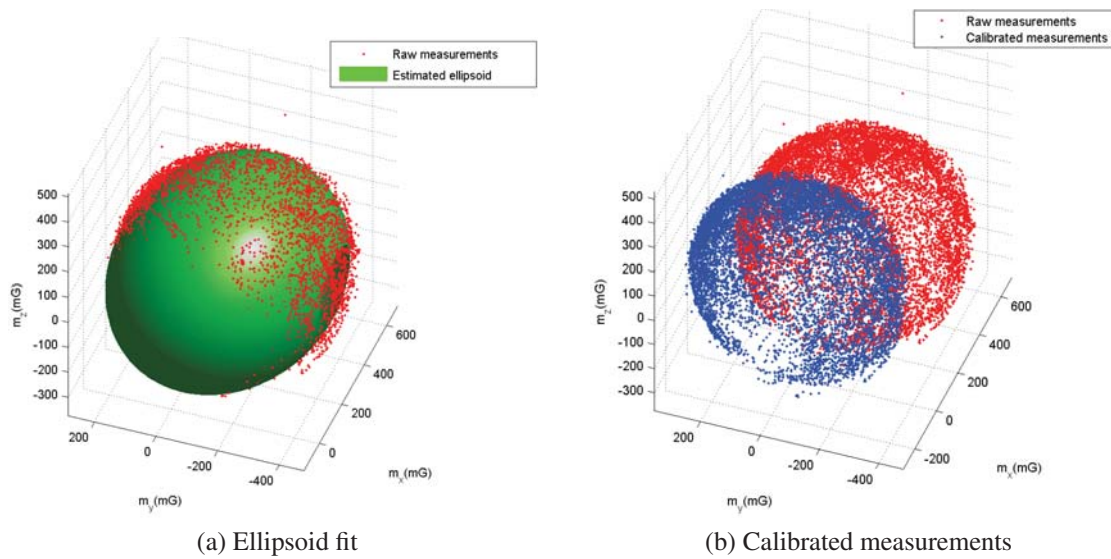 Raw measurements
Estimated ellipsoid
500
400
300
200
100
0
-100
-200
-300
m_z(mG)
200
0
-200
-400
m_y(mG)
0
200
400
600
m_x(mG)
(a) Ellipsoid fit
Raw measurements
Calibrated measurements
500
400
300
200
100
0
-100
-200
-300
m_z(mG)
200
0
-200
-400
m_y(mG)
-200
0
200
400
600
m_x(mG)
(b) Calibrated measurements